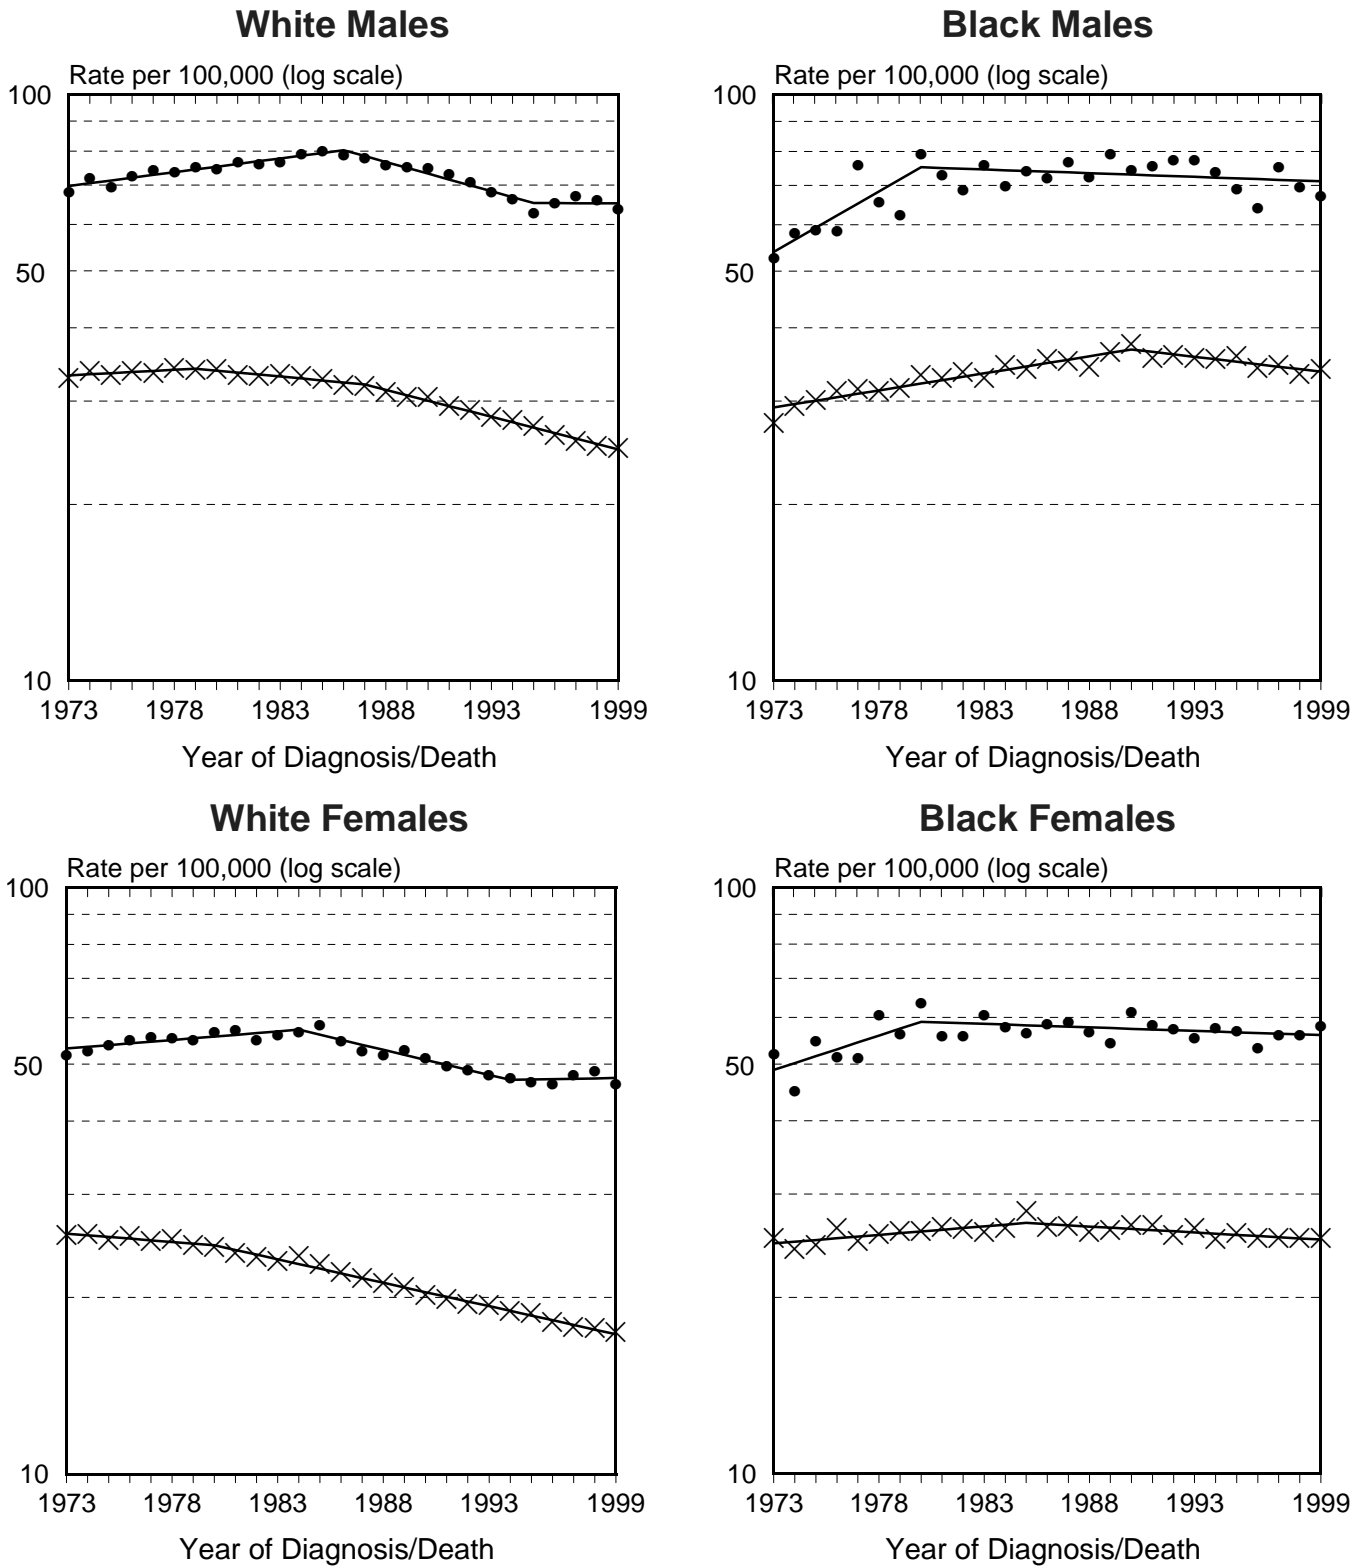 White Males
Rate per 100,000 (log scale)
100
50
10
1973 1978 1983 1988 1993 1999
Year of Diagnosis/Death
Black Males
Rate per 100,000 (log scale)
100
50
10
1973 1978 1983 1988 1993 1999
Year of Diagnosis/Death
White Females
Rate per 100,000 (log scale)
100
50
10
1973 1978 1983 1988 1993 1999
Year of Diagnosis/Death
Black Females
Rate per 100,000 (log scale)
100
50
10
1973 1978 1983 1988 1993 1999
Year of Diagnosis/Death